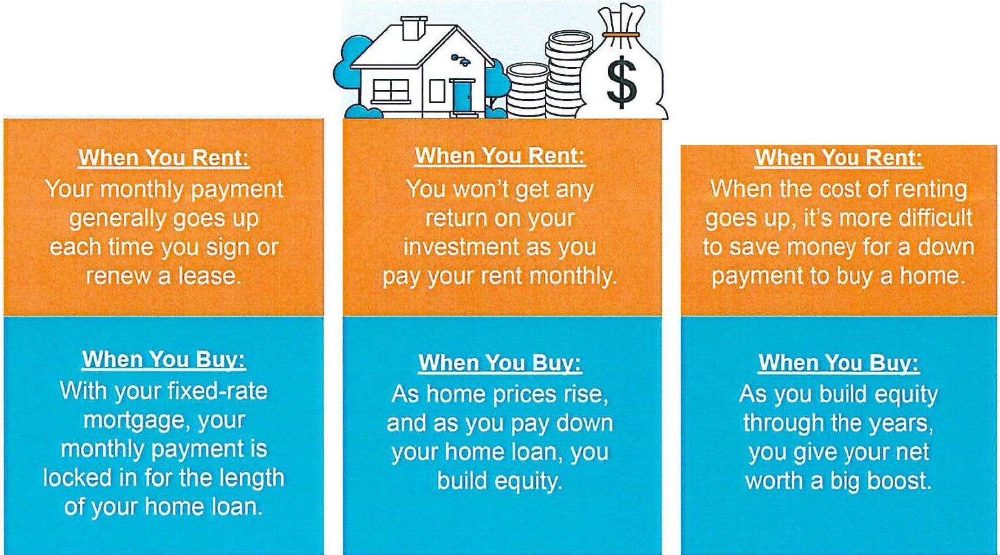 $
When You Rent:
Your monthly payment
generally goes up
each time you sign or
renew a lease.
When You Buy:
With your fixed-rate
mortgage, your
monthly payment is
locked in for the length
of your home loan.
When You Rent:
You won't get any
return on your
investment as you
pay your rent monthly.
When You Buy:
As home prices rise,
and as you pay down
your home loan, you
build equity.
When You Rent:
When the cost of renting
goes up, it's more difficult
to save money for a down
payment to buy a home.
When You Buy:
As you build equity
through the years,
you give your net
worth a big boost.